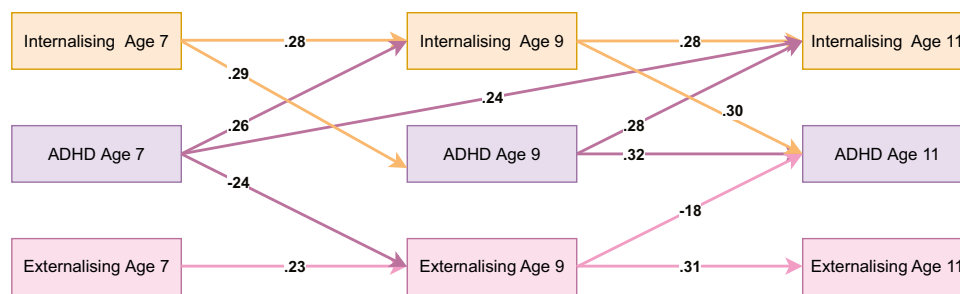 Internalising  Age 7
.28
Internalising  Age 9
.28
Internalising  Age 11
.29
.24
.26
.28
.30
ADHD Age 7
ADHD Age 9
.32
ADHD Age 11
-24
-18
Externalising Age 7
.23
Externalising Age 9
.31
Externalising Age 11